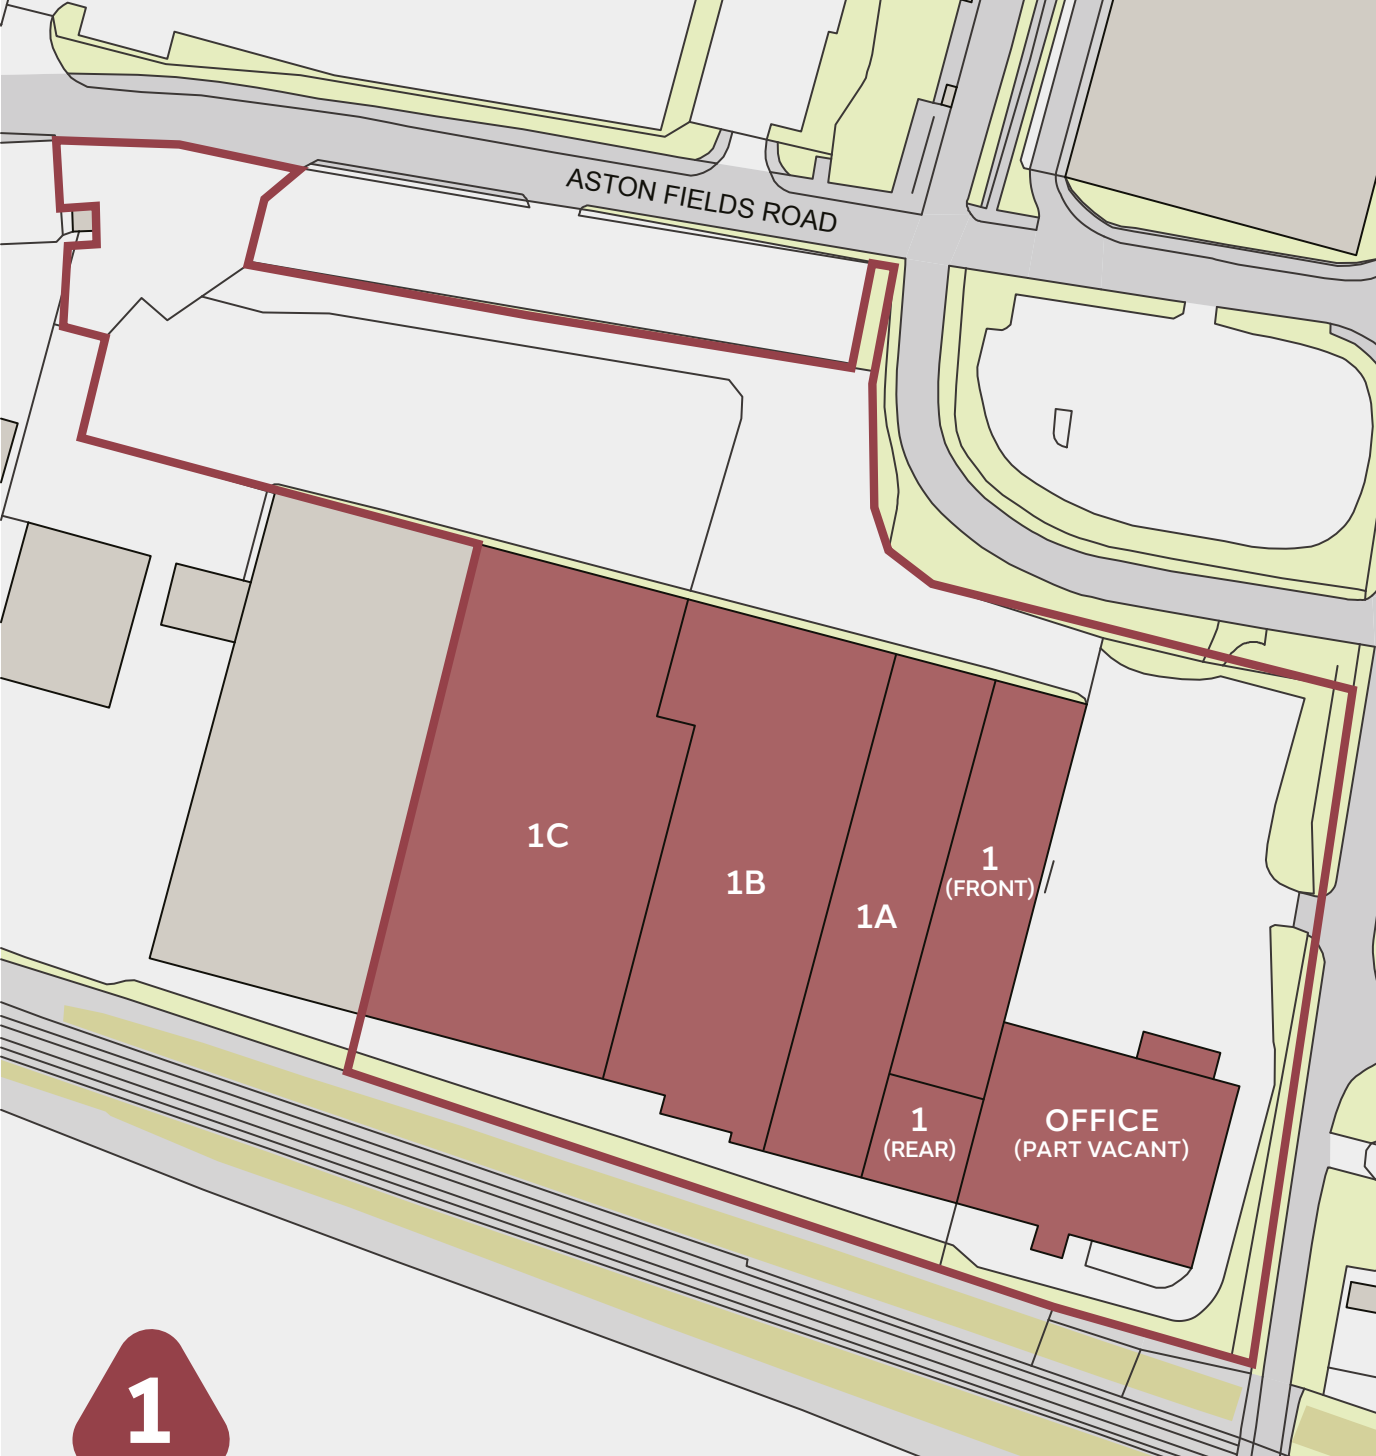 ASTON FIELDS ROAD
1C
1B
1A
1
(FRONT)
1
(REAR)
OFFICE
(PART VACANT)
1